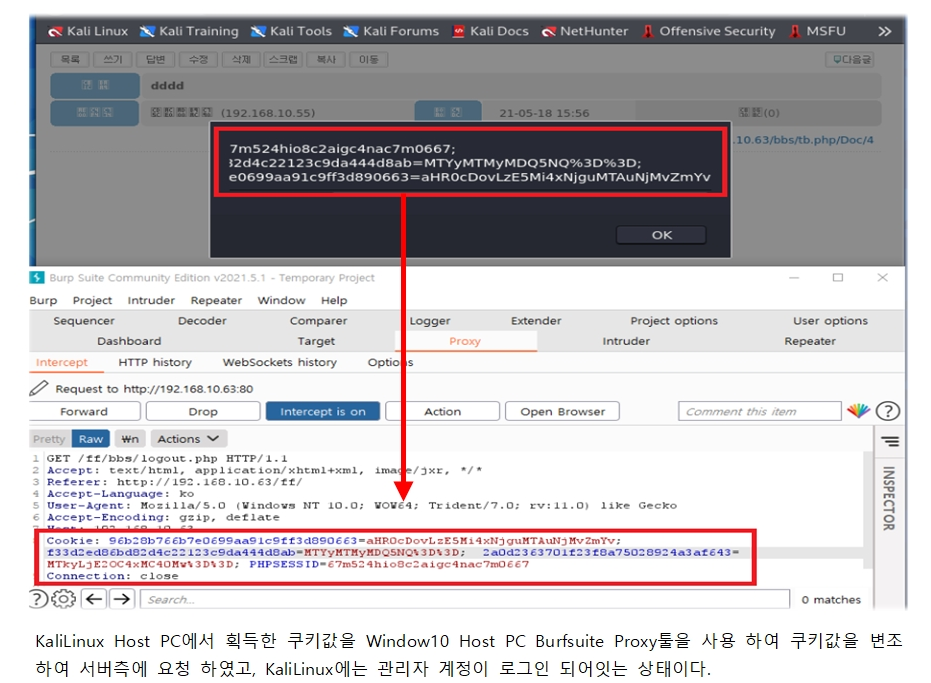 Kali Linux Kali Training Kali Tools Kali Forums Kali Docs NetHunter Offensive Security MSFU »
목록 쓰기 답변 수정 삭제 스크랩 복사 이동 다음글
dddd
(192.168.10.55) 21-05-18 15:56 (0)
.10.63/bbs/tb.php/Doc/4
7m524hio8c2aigc4nac7m0667;
32d4c22123c9da444d8ab=MTYyMTMyMDQ5NQ%3D%3D;
e0699aa91c9ff3d890663=aHR0cDovLzE5Mi4xNjguMTAuNjMvZmYv
OK
Burp Suite Community Edition v2021.5.1 - Temporary Project
Burp Project Intruder Repeater Window Help
Sequencer Decoder Comparer Logger Extender Project options User options
Dashboard Target Proxy Intruder Repeater
Intercept HTTP history WebSockets history Options
Request to http://192.168.10.63:80
Forward Drop Intercept is on Action Open Browser Comment this item ?
Pretty Raw \n Actions
INSPECTOR
1 GET /ff/bbs/logout.php HTTP/1.1
2 Accept: text/html, application/xhtml+xml, image/jxr, */*
3 Referer: http://192.168.10.63/ff/
4 Accept-Language: ko
5 User-Agent: Mozilla/5.0 (Windows NT 10.0; WOW64; Trident/7.0; rv:11.0) like Gecko
6 Accept-Encoding: gzip, deflate
Host: 192.168.10.63
Cookie: 96b28b766b7e0699aa91c9ff3d890663=aHR0cDovLzE5Mi4xNjguMTAuNjMvZmYv;
f33d2ed86bd82d4c22123c9da444d8ab=MTYyMTMyMDQ5NQ%3D%3D; 2a0d2363701f23f8a75028924a3af643=
MTkyLjE2OC4xMC40Mw%3D%3D; PHPSESSID=67m524hio8c2aigc4nac7m0667
Connection: close
? Search... 0 matches
KaliLinux Host PC에서 획득한 쿠키값을 Window10 Host PC Burfsuite Proxy툴을 사용 하여 쿠키값을 변조
하여 서버측에 요청 하였고, KaliLinux에는 관리자 계정이 로그인 되어잇는 상태이다.